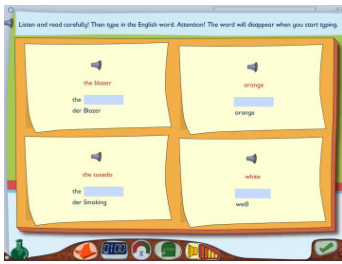 Listen and read carefully! Then type in the English word. Attention! The word will disappear when you start typing.
the blazer
the
der Blazer
orange
orange
the tuxedo
the
der Smoking
white
weiß